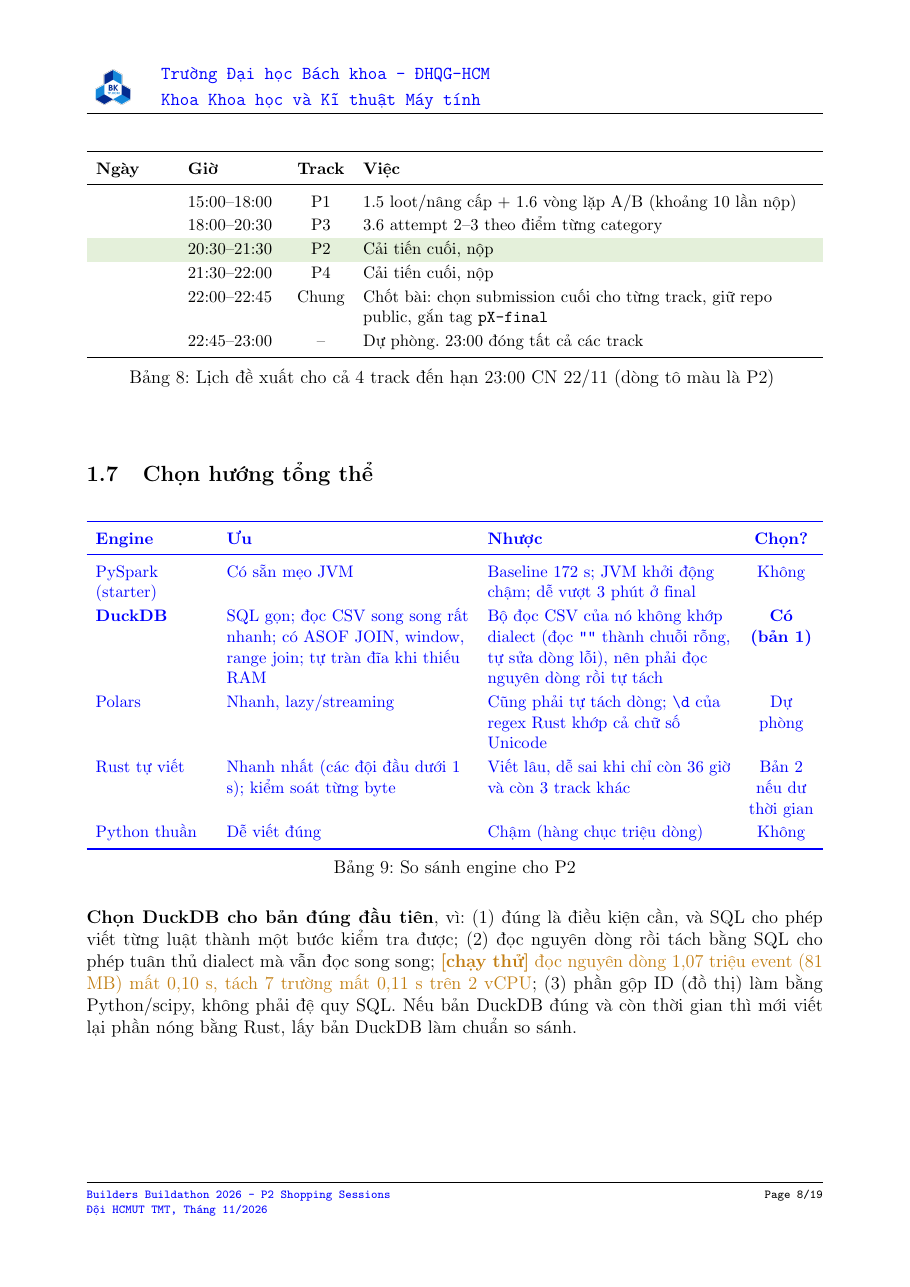 BK
Trường Đại học Bách khoa - ĐHQG-HCM
Khoa Khoa học và Kĩ thuật Máy tính
Ngày Giờ Track Việc
15:00–18:00 P1 1.5 loot/nâng cấp + 1.6 vòng lặp A/B (khoảng 10 lần nộp)
18:00–20:30 P3 3.6 attempt 2–3 theo điểm từng category
20:30–21:30 P2 Cải tiến cuối, nộp
21:30–22:00 P4 Cải tiến cuối, nộp
22:00–22:45 Chung Chốt bài: chọn submission cuối cho từng track, giữ repo
public, gắn tag pX-final
22:45–23:00 – Dự phòng. 23:00 đóng tất cả các track
Bảng 8: Lịch đề xuất cho cả 4 track đến hạn 23:00 CN 22/11 (dòng tô màu là P2)
1.7 Chọn hướng tổng thể
Engine Ưu Nhược Chọn?
PySpark Có sẵn mẹo JVM Baseline 172 s; JVM khởi động Không
(starter) chậm; dễ vượt 3 phút ở final
DuckDB SQL gọn; đọc CSV song song rất Bộ đọc CSV của nó không khớp Có
nhanh; có ASOF JOIN, window, dialect (đọc "" thành chuỗi rỗng, (bản 1)
range join; tự tràn đĩa khi thiếu tự sửa dòng lỗi), nên phải đọc
RAM nguyên dòng rồi tự tách
Polars Nhanh, lazy/streaming Cũng phải tự tách dòng; \d của Dự
regex Rust khớp cả chữ số phòng
Unicode
Rust tự viết Nhanh nhất (các đội đầu dưới 1 Viết lâu, dễ sai khi chỉ còn 36 giờ Bản 2
s); kiểm soát từng byte và còn 3 track khác nếu dư
thời gian
Python thuần Dễ viết đúng Chậm (hàng chục triệu dòng) Không
Bảng 9: So sánh engine cho P2
Chọn DuckDB cho bản đúng đầu tiên, vì: (1) đúng là điều kiện cần, và SQL cho phép
viết từng luật thành một bước kiểm tra được; (2) đọc nguyên dòng rồi tách bằng SQL cho
phép tuân thủ dialect mà vẫn đọc song song; [chạy thử] đọc nguyên dòng 1,07 triệu event (81
MB) mất 0,10 s, tách 7 trường mất 0,11 s trên 2 vCPU; (3) phần gộp ID (đồ thị) làm bằng
Python/scipy, không phải đệ quy SQL. Nếu bản DuckDB đúng và còn thời gian thì mới viết
lại phần nóng bằng Rust, lấy bản DuckDB làm chuẩn so sánh.
Builders Buildathon 2026 - P2 Shopping Sessions Page 8/19
Đội HCMUT TMT, Tháng 11/2026